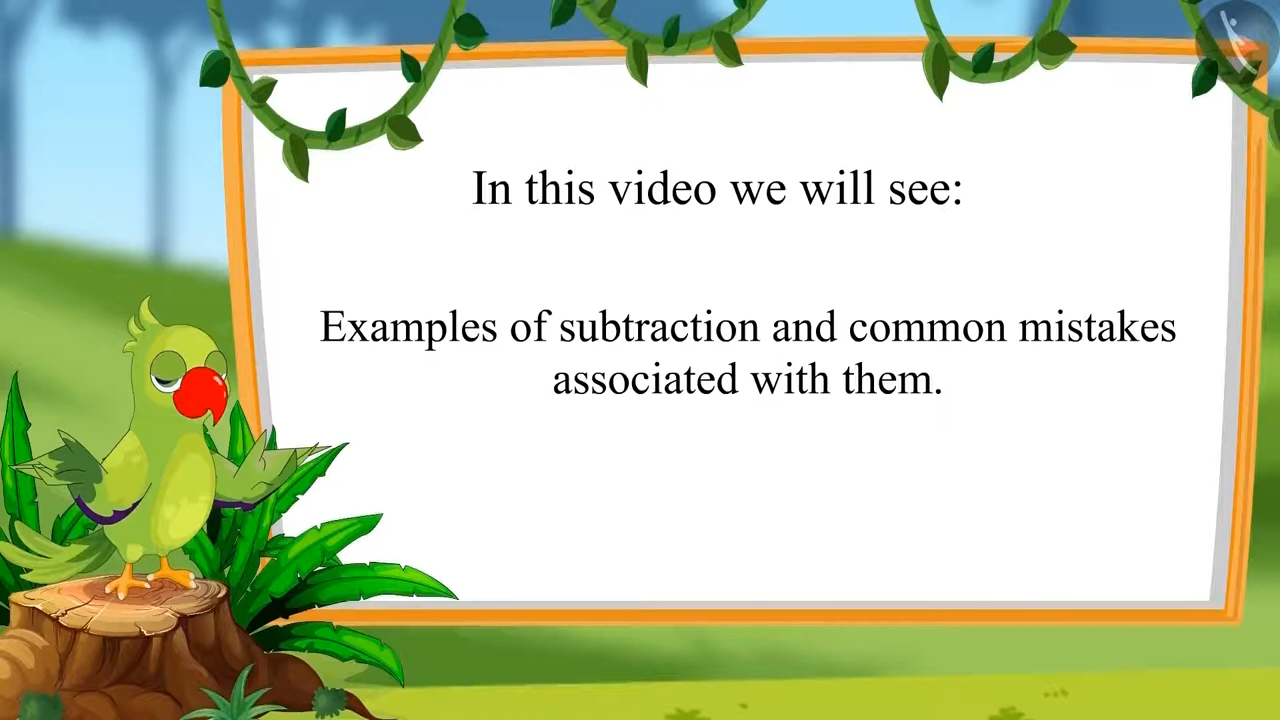 In this video we will see:
Examples of subtraction and common mistakes
associated with them.